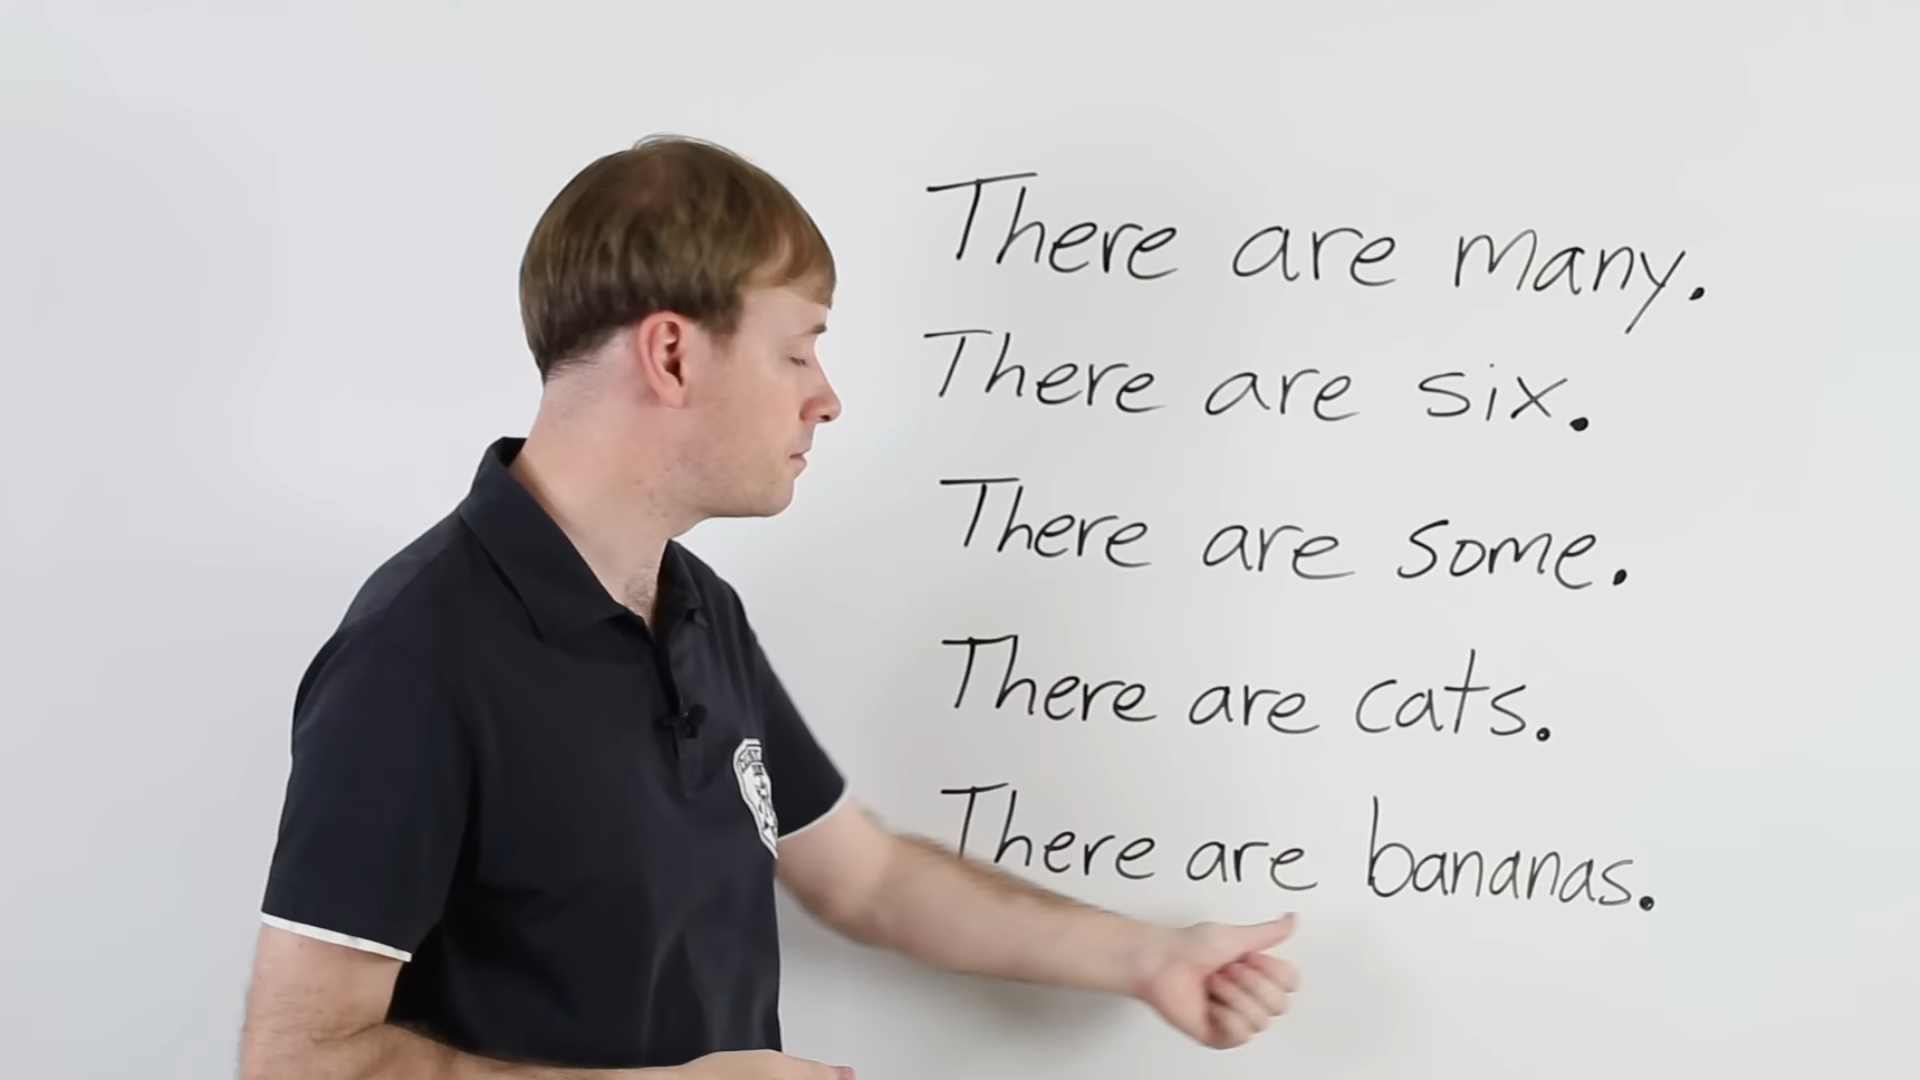 There are many.
There are six.
There are some.
There are cats.
There are bananas.